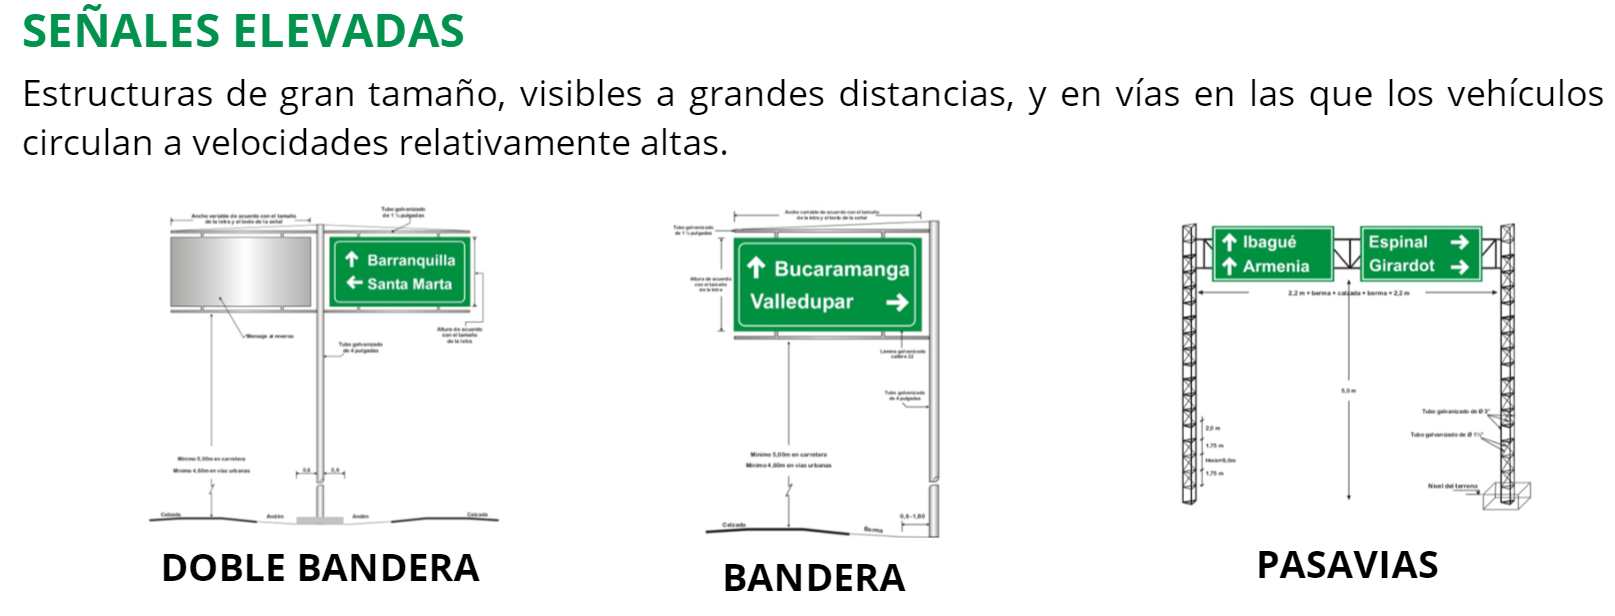 SEÑALES ELEVADAS
Estructuras de gran tamaño, visibles a grandes distancias, y en vías en las que los vehículos
circulan a velocidades relativamente altas.
Ancho variable de acuerdo con el tamaño
de la letra y el texto de la señal
Tubo galvanizado
de 1 ½ pulgadas
Barranquilla
Santa Marta
Mensaje al reverso
Altura de acuerdo
con el tamaño
de la letra
Tubo galvanizado
de 4 pulgadas
Mínimo 5,00m en carretera
Mínimo 4,80m en vías urbanas
0,6
0,6
Calzada
Andén
Andén
Calzada
DOBLE BANDERA
Ancho variable de acuerdo con el tamaño
de la letra y el texto de la señal
Tubo galvanizado
de 1 ½ pulgadas
Bucaramanga
Valledupar
Altura de acuerdo
con el tamaño
de la letra
Lámina galvanizada
calibre 22
Tubo galvanizado
de 4 pulgadas
Mínimo 5,00m en carretera
Mínimo 4,80m en vías urbanas
0,6-1,80
Calzada
Berma
BANDERA
Ibagué
Armenia
Espinal
Girardot
2,2 m + berma + calzada + berma + 2,2 m
5,0 m
Tubo galvanizado de Ø 3"
Tubo galvanizado de Ø 1½"
2,0 m
1,75 m
1,75 m
Nivel del terreno
PASAVIAS